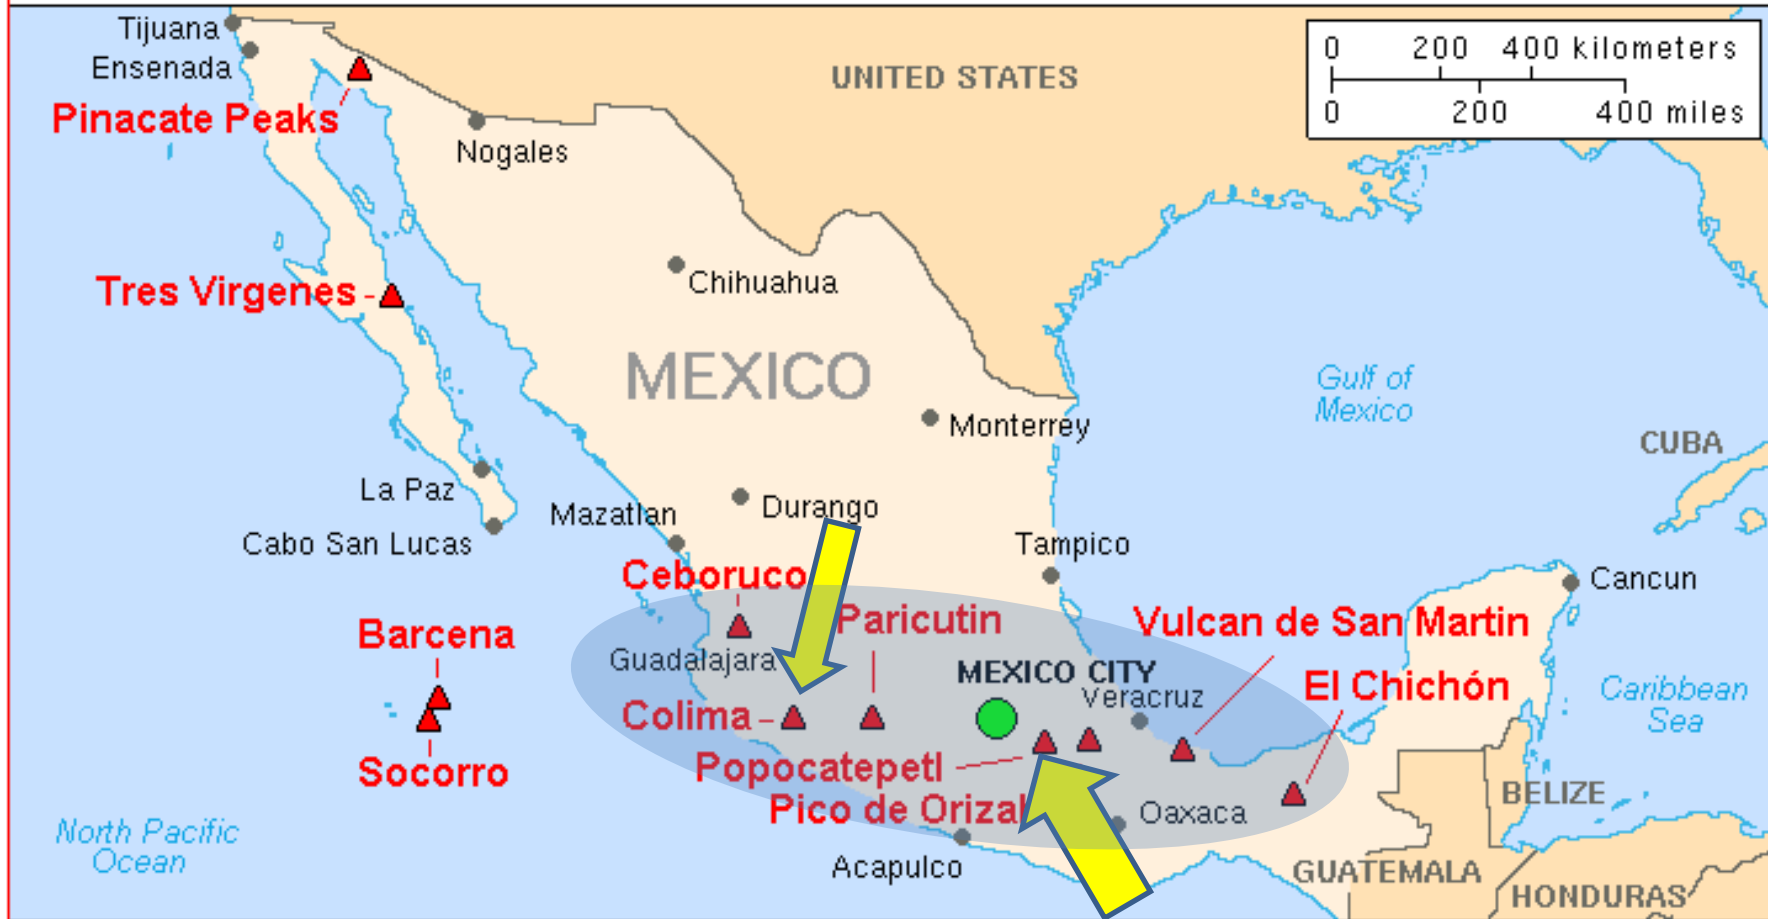 Tijuana
Ensenada
Pinacate Peaks
Nogales
UNITED STATES
0 200 400 kilometers
0 200 400 miles
Tres Virgenes
Chihuahua
MEXICO
Monterrey
Gulf of
Mexico
CUBA
La Paz
Cabo San Lucas
Mazatlan
Durango
Tampico
Cancun
Ceboruco
Paricutin
Vulcan de San Martin
Barcena
Guadalajara
MEXICO CITY
Veracruz
El Chichón
Caribbean
Sea
Colima
Socorro
Popocatepetl
Pico de Orizal
BELIZE
Oaxaca
North Pacific
Ocean
Acapulco
GUATEMALA
HONDURAS